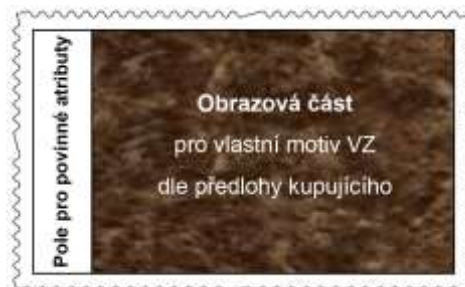 Pole pro povinné atributy
Obrazová část
pro vlastní motiv VZ
dle předlohy kupujícího